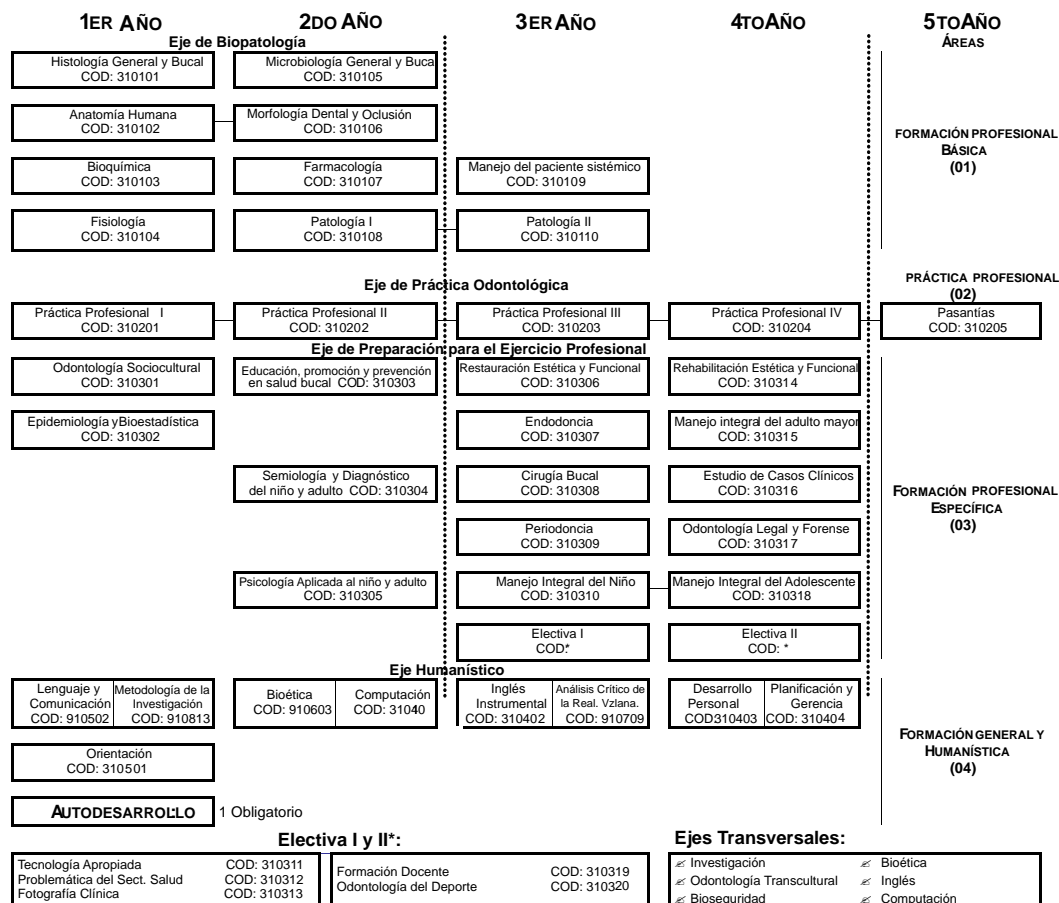 1ER AÑO 2DO AÑO 3ER AÑO 4TO AÑO 5TO AÑO
Eje de Biopatología ÁREAS
Histología General y Bucal
COD: 310101
Microbiología General y Buca
COD: 310105
Anatomía Humana
COD: 310102
Morfología Dental y Oclusión
COD: 310106
FORMACIÓN PROFESIONAL
BÁSICA
(01)
Bioquímica
COD: 310103
Farmacología
COD: 310107
Manejo del paciente sistémico
COD: 310109
Fisiología
COD: 310104
Patología I
COD: 310108
Patología II
COD: 310110
Eje de Práctica Odontológica
PRÁCTICA PROFESIONAL
(02)
Práctica Profesional I
COD: 310201
Práctica Profesional II
COD: 310202
Práctica Profesional III
COD: 310203
Práctica Profesional IV
COD: 310204
Pasantías
COD: 310205
Eje de Preparación para el Ejercicio Profesional
Odontología Sociocultural
COD: 310301
Educación, promoción y prevención
en salud bucal COD: 310303
Restauración Estética y Funcional
COD: 310306
Rehabilitación Estética y Funcional
COD: 310314
Epidemiología y Bioestadística
COD: 310302
Endodoncia
COD: 310307
Manejo integral del adulto mayor
COD: 310315
Semiología y Diagnóstico
del niño y adulto COD: 310304
Cirugía Bucal
COD: 310308
Estudio de Casos Clínicos
COD: 310316
FORMACIÓN PROFESIONAL
ESPECÍFICA
(03)
Periodoncia
COD: 310309
Odontología Legal y Forense
COD: 310317
Psicología Aplicada al niño y adulto
COD: 310305
Manejo Integral del Niño
COD: 310310
Manejo Integral del Adolescente
COD: 310318
Electiva I
COD:*
Electiva II
COD: *
Eje Humanístico
Lenguaje y
Comunicación
COD: 910502
Metodología de la
Investigación
COD: 910813
Bioética
COD: 910603
Computación
COD: 31040
Inglés
Instrumental
COD: 310402
Análisis Crítico de
la Real. Vzlana.
COD: 910709
Desarrollo
Personal
COD310403
Planificación y
Gerencia
COD: 310404
FORMACIÓN GENERAL Y
HUMANÍSTICA
(04)
Orientación
COD: 310501
AUTODESARROLLO 1 Obligatorio
Electiva I y II*:
Tecnología Apropiada COD: 310311
Problemática del Sect. Salud COD: 310312
Fotografía Clínica COD: 310313
Formación Docente COD: 310319
Odontología del Deporte COD: 310320
Ejes Transversales:
Investigación Bioética
Odontología Transcultural Inglés
Bioseguridad Computación